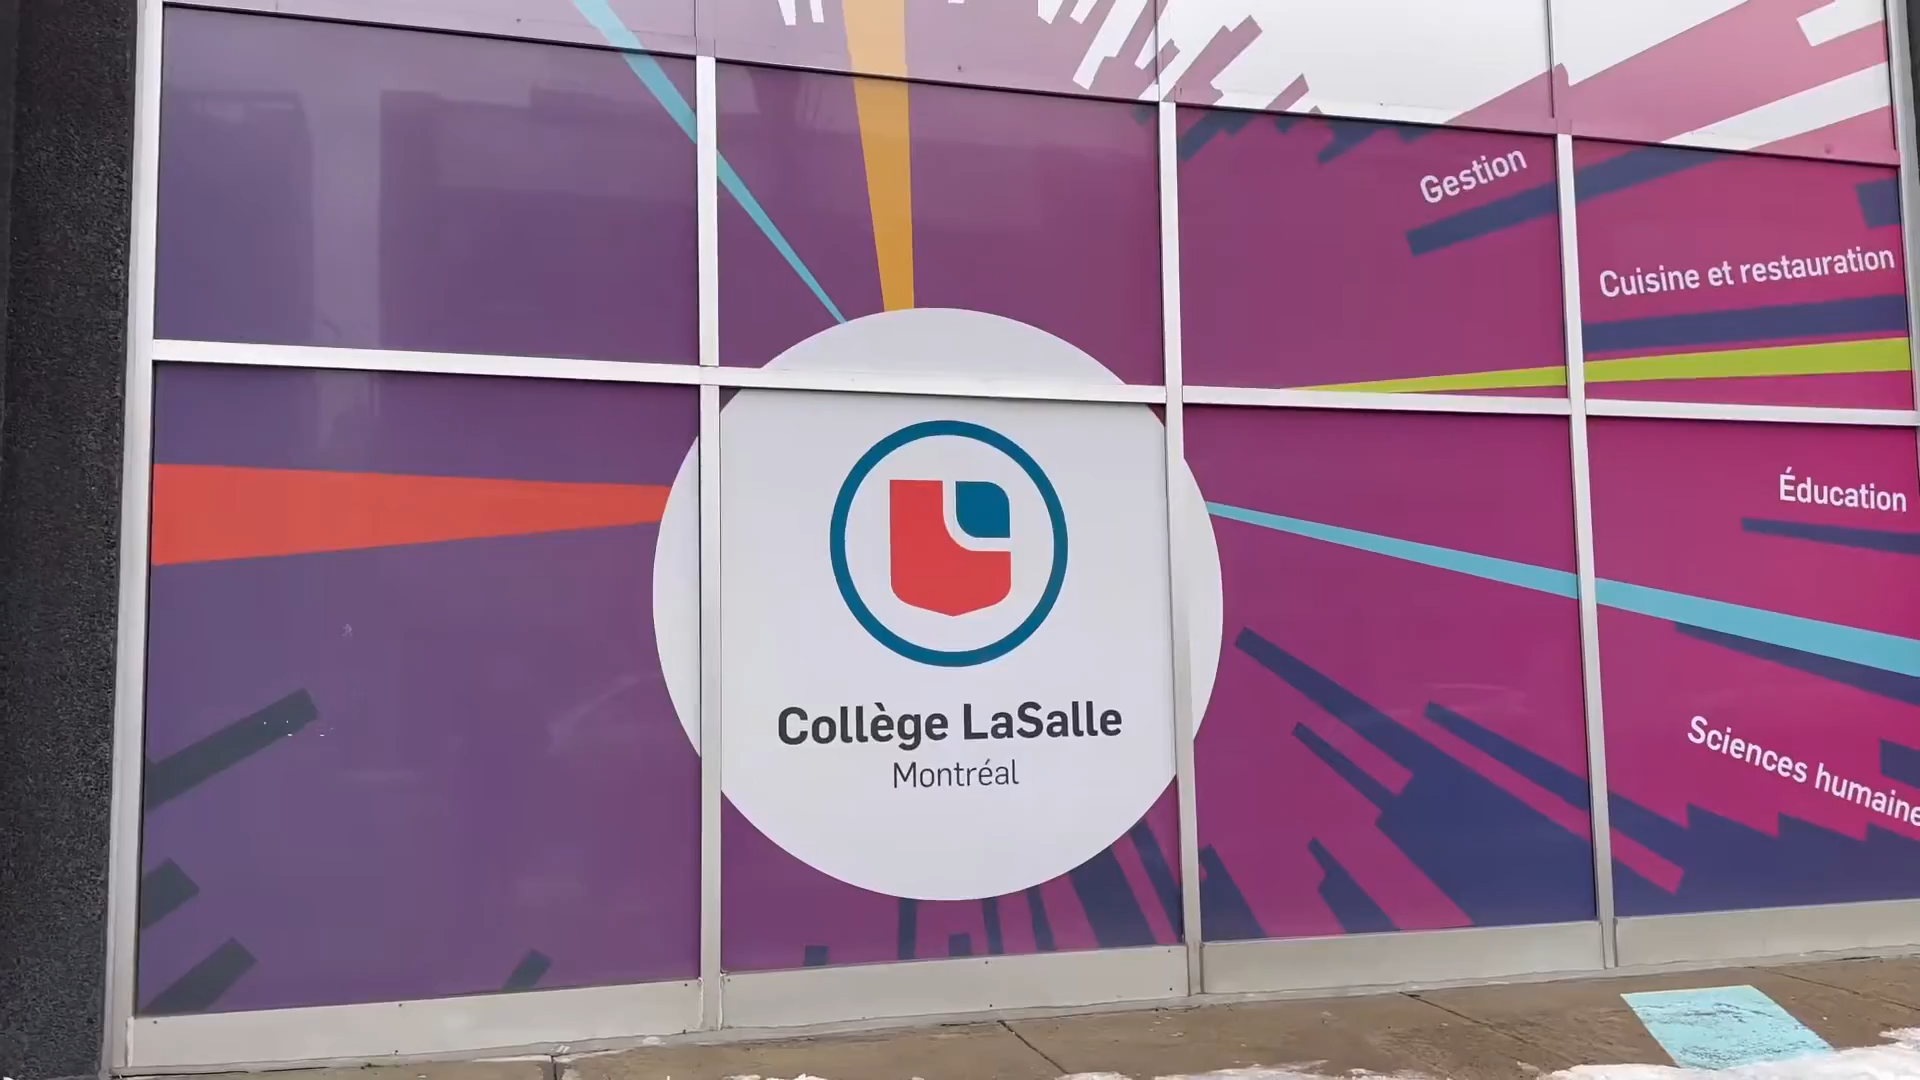 Gestion
Cuisine et restauration
Éducation
Collège LaSalle
Montréal
Sciences humaine